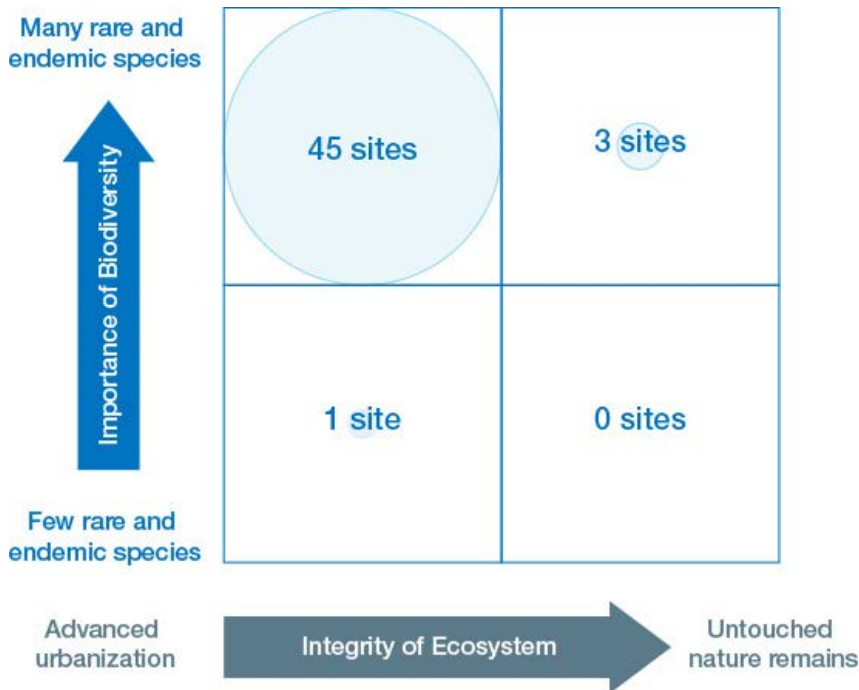 Many rare and
endemic species
45 sites
3 sites
Importance of Biodiversity
1 site
0 sites
Few rare and
endemic species
Advanced
urbanization
Integrity of Ecosystem
Untouched
nature remains